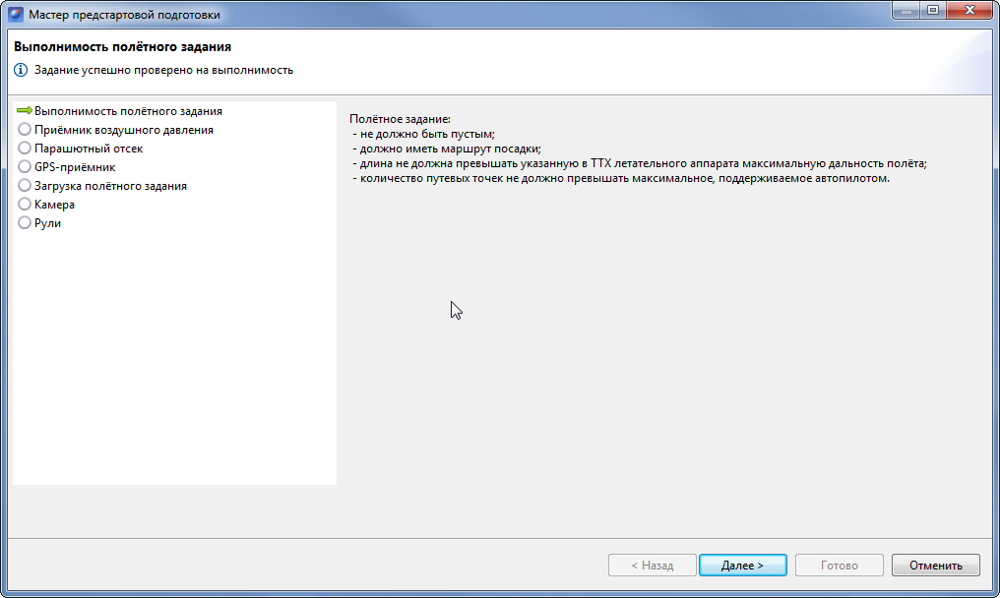 Мастер предстартовой подготовки
Выполнимость полётного задания
Задание успешно проверено на выполнимость
Выполнимость полётного задания
Приёмник воздушного давления
Парашютный отсек
GPS-приёмник
Загрузка полётного задания
Камера
Рули
Полётное задание:
- не должно быть пустым;
- должно иметь маршрут посадки;
- длина не должна превышать указанную в ТТХ летательного аппарата максимальную дальность полёта;
- количество путевых точек не должно превышать максимальное, поддерживаемое автопилотом.
< Назад
Далее >
Готово
Отменить